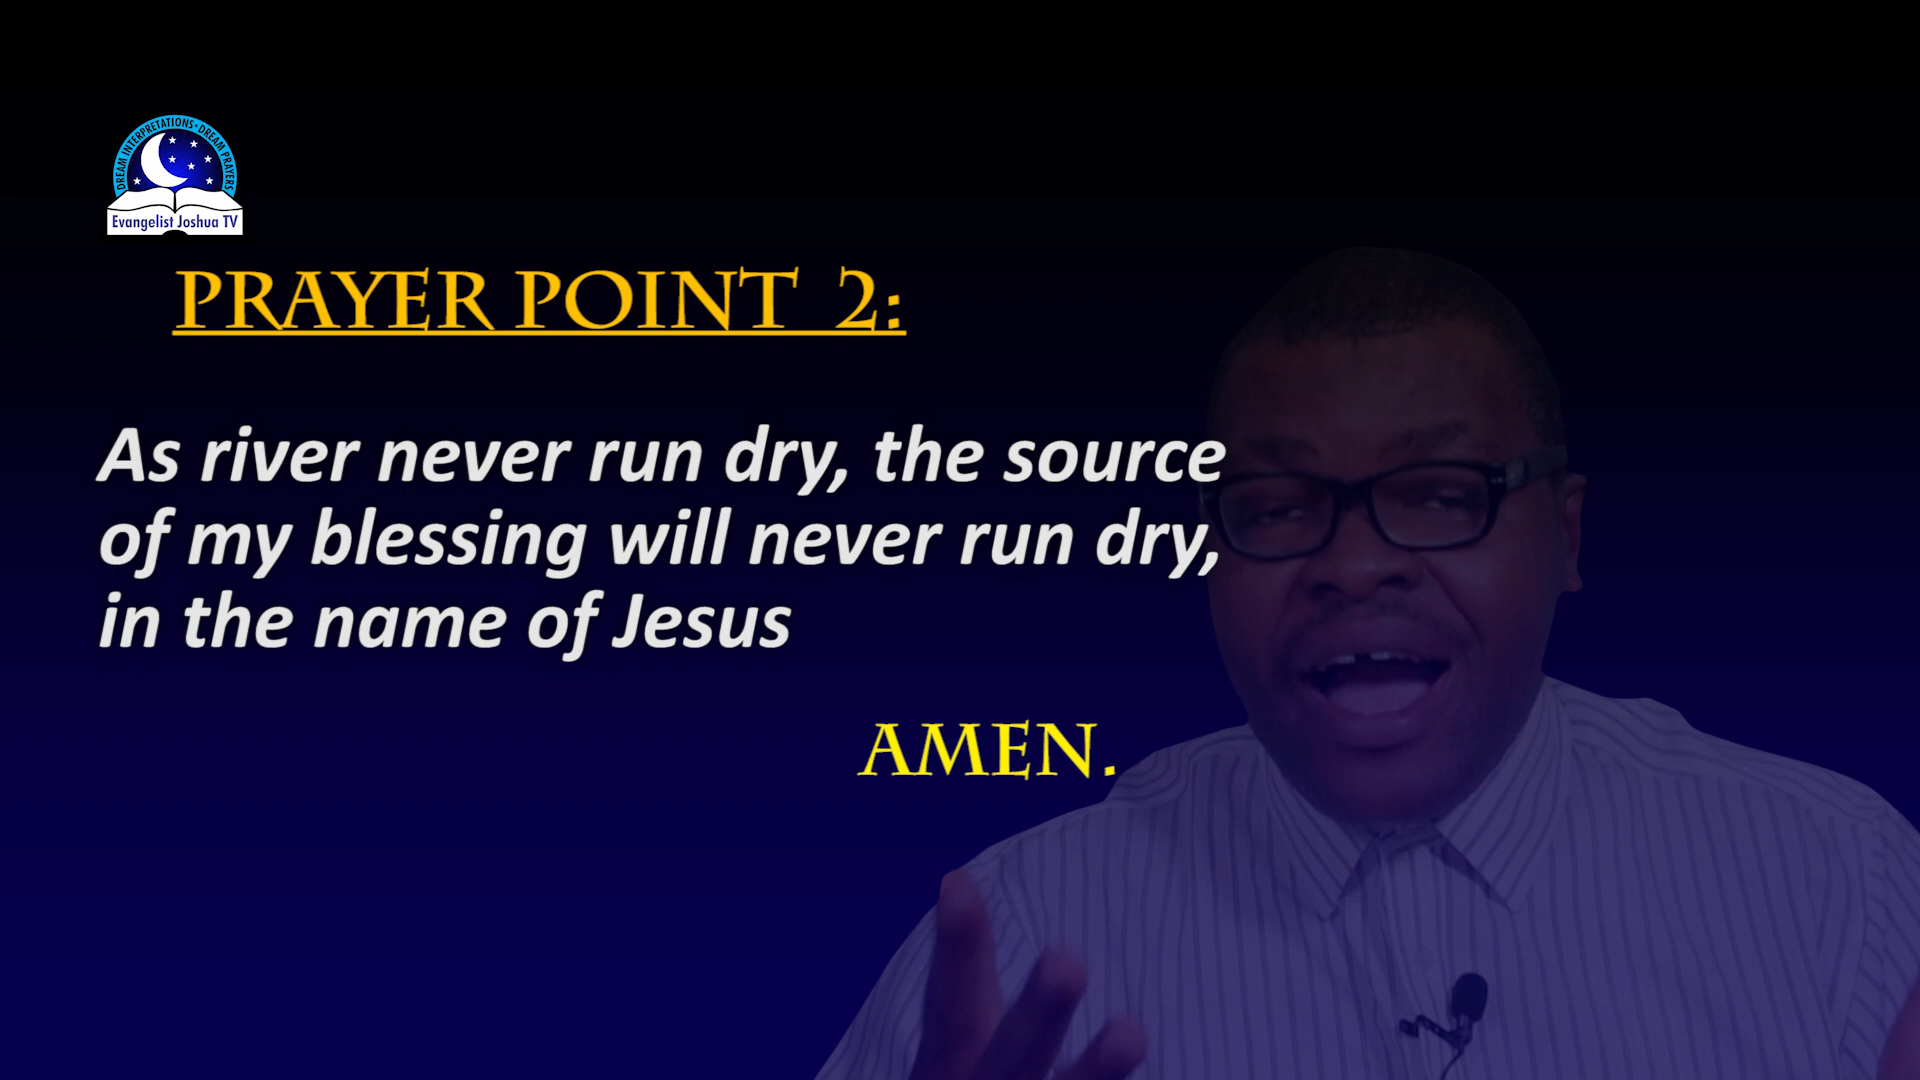 DREAM INTERPRETATIONS • DREAM PRAYERS
Evangelist Joshua TV
PRAYER POINT 2:
As river never run dry, the source
of my blessing will never run dry,
in the name of Jesus
AMEN.